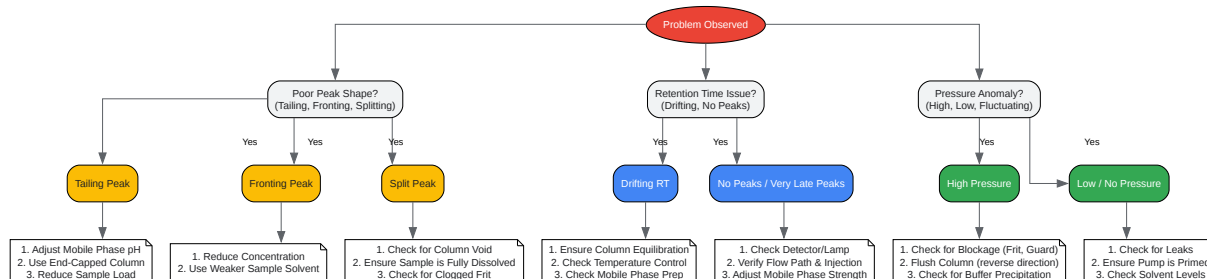 Problem Observed
Poor Peak Shape?
(Tailing, Fronting, Splitting)
Retention Time Issue?
(Drifting, No Peaks)
Pressure Anomaly?
(High, Low, Fluctuating)
Yes
Yes
Yes
Yes
Yes
Yes
Yes
Tailing Peak
Fronting Peak
Split Peak
Drifting RT
No Peaks / Very Late Peaks
High Pressure
Low / No Pressure
1. Adjust Mobile Phase pH
2. Use End-Capped Column
3. Reduce Sample Load
1. Reduce Concentration
2. Use Weaker Sample Solvent
1. Check for Column Void
2. Ensure Sample is Fully Dissolved
3. Check for Clogged Frit
1. Ensure Column Equilibration
2. Check Temperature Control
3. Check Mobile Phase Prep
1. Check Detector/Lamp
2. Verify Flow Path & Injection
3. Adjust Mobile Phase Strength
1. Check for Blockage (Frit, Guard)
2. Flush Column (reverse direction)
3. Check for Buffer Precipitation
1. Check for Leaks
2. Ensure Pump is Primed
3. Check Solvent Levels